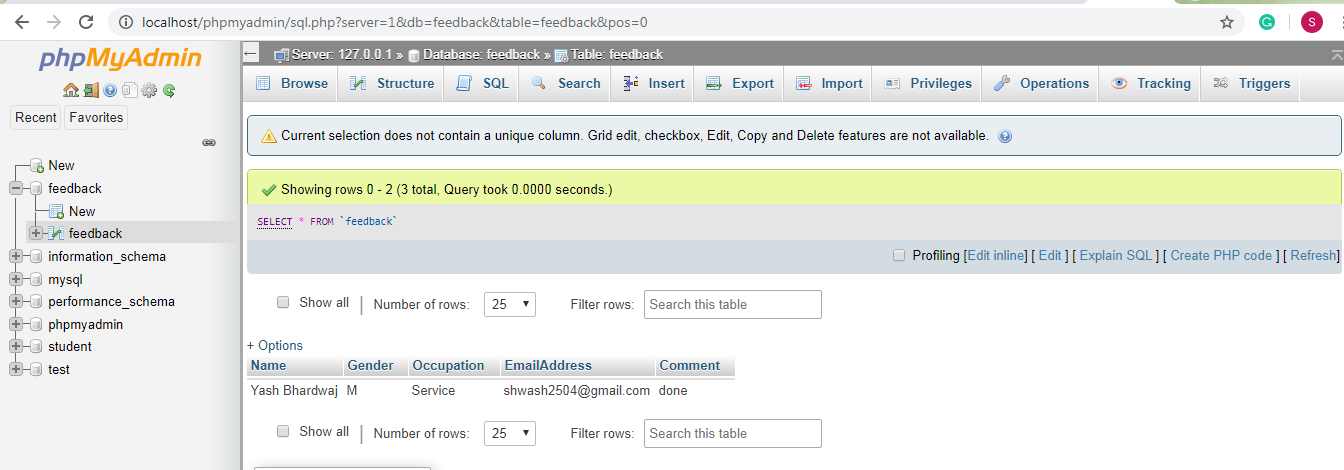 localhost/phpmyadmin/sql.php?server=1&db=feedback&table=feedback&pos=0
S
phpMyAdmin
Recent Favorites
New
feedback
New
feedback
information_schema
mysql
performance_schema
phpmyadmin
student
test
Server: 127.0.0.1 » Database: feedback » Table: feedback
Browse Structure SQL Search Insert Export Import Privileges Operations Tracking Triggers
Current selection does not contain a unique column. Grid edit, checkbox, Edit, Copy and Delete features are not available.
Showing rows 0 - 2 (3 total, Query took 0.0000 seconds.)
SELECT * FROM `feedback`
Profiling [Edit inline] [ Edit ] [ Explain SQL ] [ Create PHP code ] [ Refresh]
Show all | Number of rows: 25 Filter rows: Search this table
+ Options
Name Gender Occupation EmailAddress Comment
Yash Bhardwaj M Service shwash2504@gmail.com done
Show all | Number of rows: 25 Filter rows: Search this table